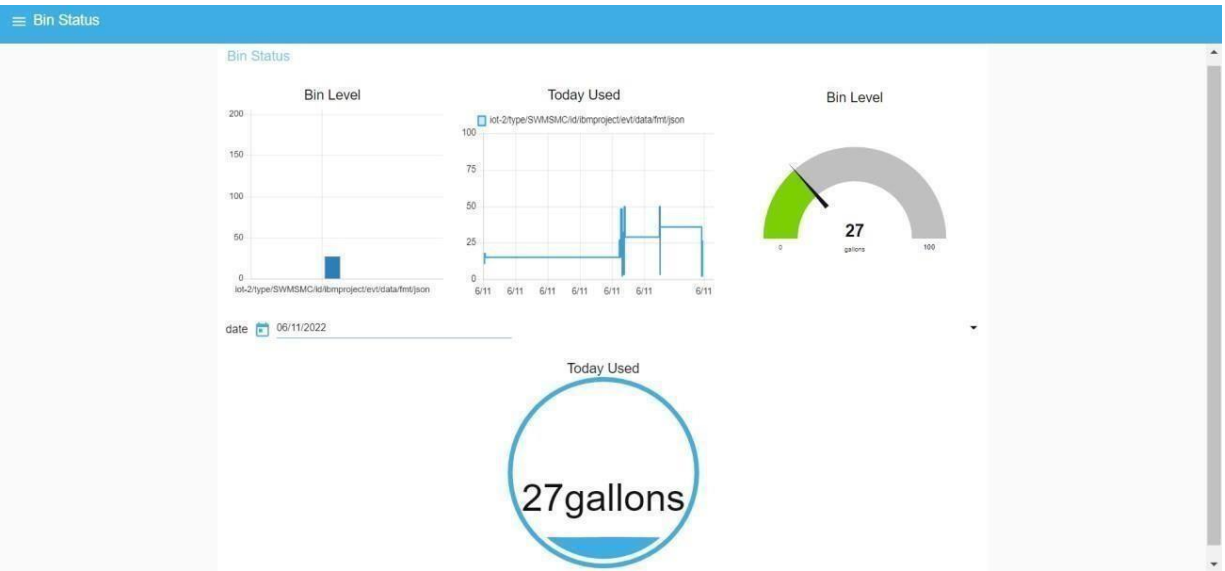 Bin Status
Bin Status
Bin Level
200
150
100
50
0
iot-2/type/SWMSMC/id/ibmproject/evt/data/fmt/json
Today Used
iot-2/type/SWMSMC/id/ibmproject/evt/data/fmt/json
100
75
50
25
0
6/11 6/11 6/11 6/11 6/11 6/11 6/11
Bin Level
27
gallons
0 100
date 06/11/2022
Today Used
27gallons